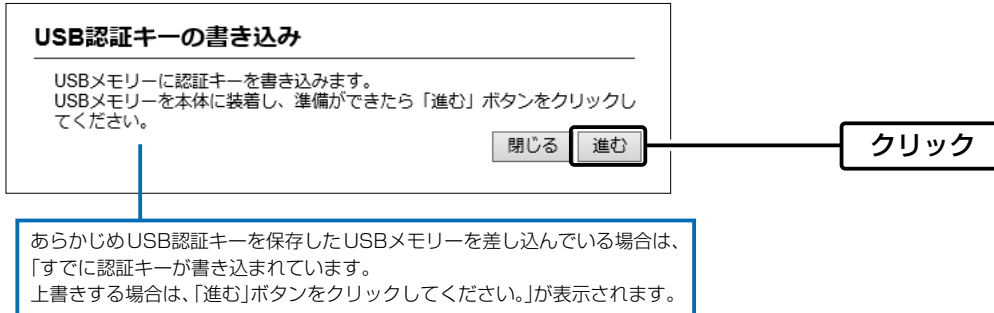 USB認証キーの書き込み
USBメモリーに認証キーを書き込みます。
USBメモリーを本体に装着し、準備ができたら「進む」ボタンをクリックし
てください。
閉じる 進む
クリック
あらかじめUSB認証キーを保存したUSBメモリーを差し込んでいる場合は、
「すでに認証キーが書き込まれています。
上書きする場合は、「進む」ボタンをクリックしてください。」が表示されます。